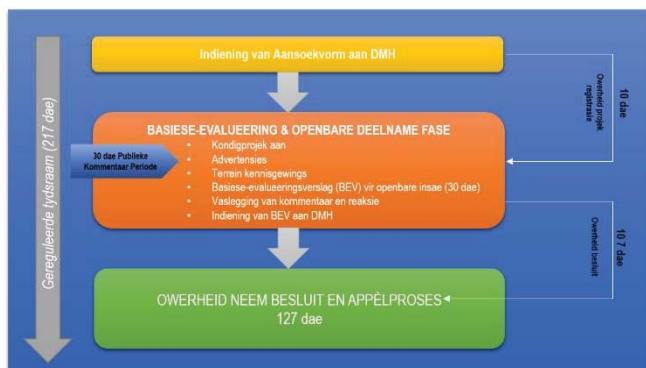 Gereguleerde tydsraam (217 dae)
Indiening van Aansoekvorm aan DMH
10 dae
Owerheid projek
registrasie
BASIESE-EVALUEERING & OPENBARE DEELNAME FASE
30 dae Publieke
Kommentaar Periode
• Kondigprojek aan
• Advertensies
• Terrein kennisgewings
• Basiese-evalueeringsverslag (BEV) vir openbare insae (30 dae)
• Vaslegging van kommentaar en reaksie
• Indiening van BEV aan DMH
10 7 dae
Owerheid besluit
OWERHEID NEEM BESLUIT EN APPÈLPROSES
127 dae